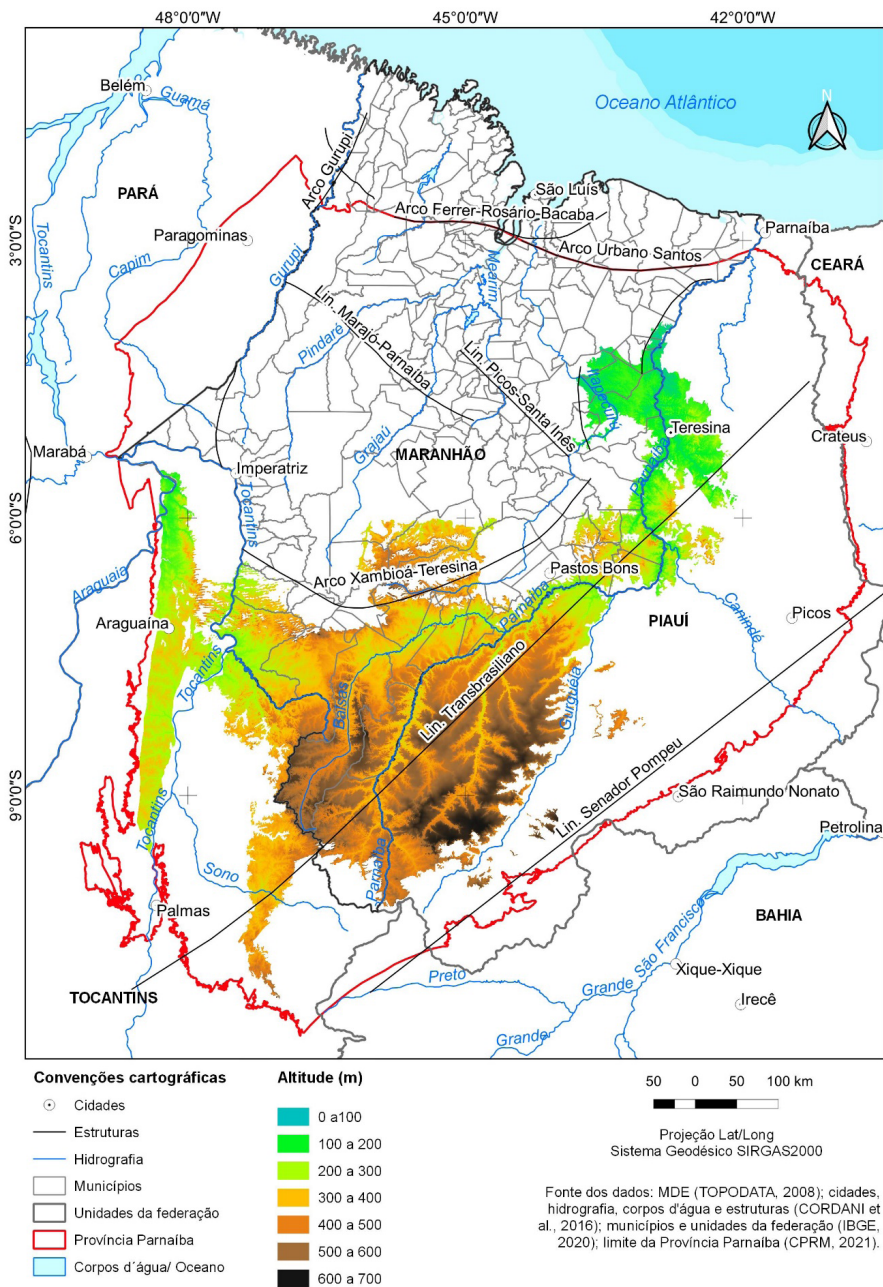 48°0'0"W
45°0'0"W
42°0'0"W
3°0'0"S
6°0'0"S
9°0'0"S
Oceano Atlântico
N
Belém
Guamá
PARÁ
Arco Gurupi
São Luís
Arco Ferrer-Rosário-Bacaba
Tocantins
Paragominas
Capim
Gurupi
Mearim
Arco Urbano Santos
Parnaíba
CEARÁ
Lin. Marajó-Parnaíba
Pindaré
Lin. Picos-Santa Inês
Itapecuru
Grajaú
MARANHÃO
Teresina
Crateus
Marabá
Imperatriz
Tocantins
Parnaíba
Araguaia
Arco Xambioá-Teresina
Pastos Bons
Parnaíba
PIAUÍ
Canindé
Picos
Araguaína
Tocantins
Balsas
Lin. Transbrasiliano
Gurguéia
Lin. Senador Pompeu
São Raimundo Nonato
Petrolina
Tocantins
Sono
Parnaíba
Palmas
São Francisco
BAHIA
Xique-Xique
TOCANTINS
Preto
Grande
Irecê
Grande
Convenções cartográficas
Cidades
Estruturas
Hidrografia
Municípios
Unidades da federação
Província Parnaíba
Corpos d´água/ Oceano
Altitude (m)
0 a100
100 a 200
200 a 300
300 a 400
400 a 500
500 a 600
600 a 700
50 0 50 100 km
Projeção Lat/Long
Sistema Geodésico SIRGAS2000
Fonte dos dados: MDE (TOPODATA, 2008); cidades,
hidrografia, corpos d'água e estruturas (CORDANI et
al., 2016); municípios e unidades da federação (IBGE,
2020); limite da Província Parnaíba (CPRM, 2021).